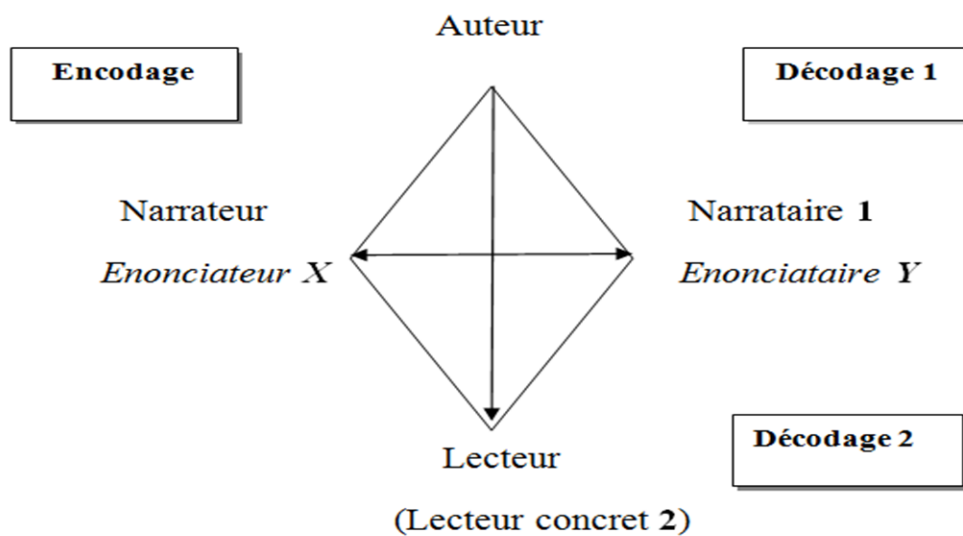 Auteur
Encodage
Décodage 1
Narrateur
Narrataire 1
Enonciateur X
Enonciataire Y
Lecteur
Décodage 2
(Lecteur concret 2)